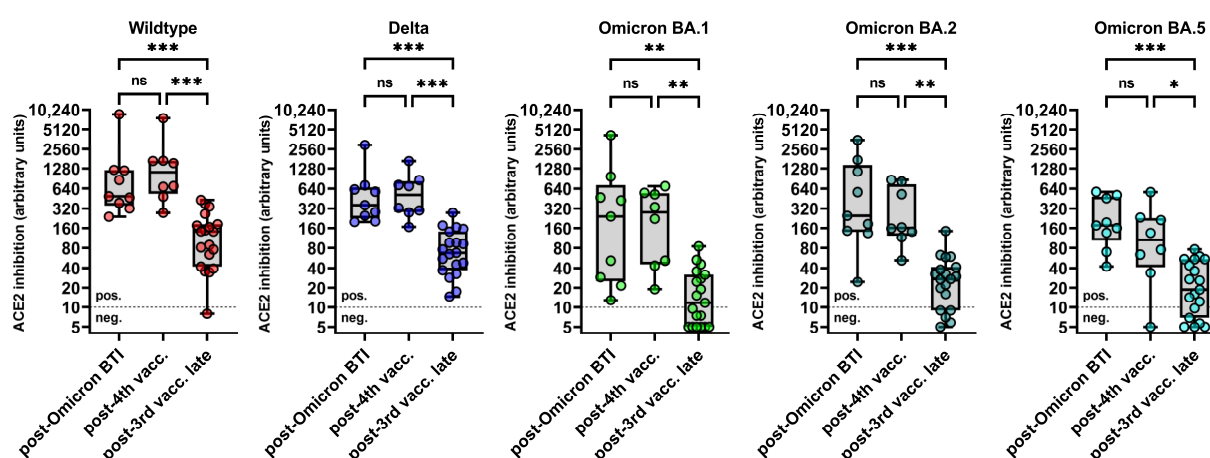 Wildtype
***
ns ***
ACE2 inhibition (arbitrary units)
10,240
5120
2560
1280
640
320
160
80
40
20
10
5
pos.
neg.
post-Omicron BTI
post-4th vacc.
post-3rd vacc. late
Delta
***
ns ***
ACE2 inhibition (arbitrary units)
10,240
5120
2560
1280
640
320
160
80
40
20
10
5
pos.
neg.
post-Omicron BTI
post-4th vacc.
post-3rd vacc. late
Omicron BA.1
**
ns **
ACE2 inhibition (arbitrary units)
10,240
5120
2560
1280
640
320
160
80
40
20
10
5
pos.
neg.
post-Omicron BTI
post-4th vacc.
post-3rd vacc. late
Omicron BA.2
***
ns **
ACE2 inhibition (arbitrary units)
10,240
5120
2560
1280
640
320
160
80
40
20
10
5
pos.
neg.
post-Omicron BTI
post-4th vacc.
post-3rd vacc. late
Omicron BA.5
***
ns *
ACE2 inhibition (arbitrary units)
10,240
5120
2560
1280
640
320
160
80
40
20
10
5
pos.
neg.
post-Omicron BTI
post-4th vacc.
post-3rd vacc. late